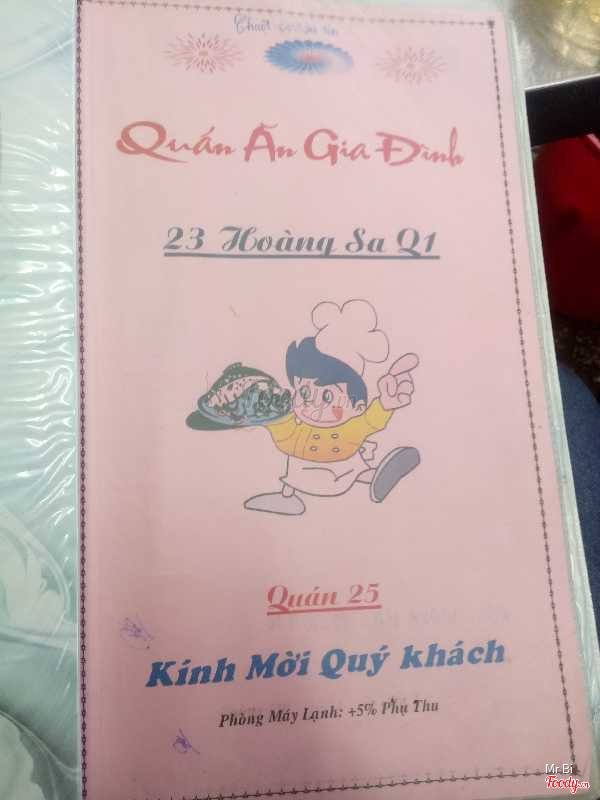 Chuột
Quán Ăn Gia Đình
23 Hoàng Sa Q1
Quán 25
Kính Mời Quý khách
Phòng Máy Lạnh: +5% Phụ Thu
Mr.Bi
Foody.vn